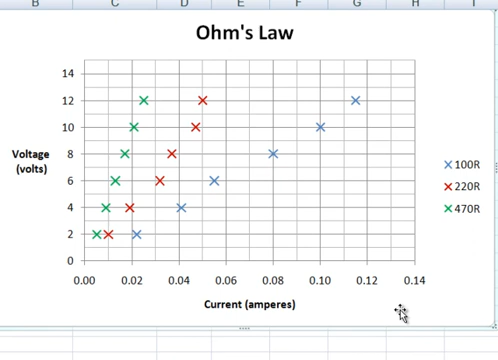 B C D E F G H I
Ohm's Law
14
12
10
8
6
4
2
0
Voltage
(volts)
0.00 0.02 0.04 0.06 0.08 0.10 0.12 0.14
Current (amperes)
100R
220R
470R